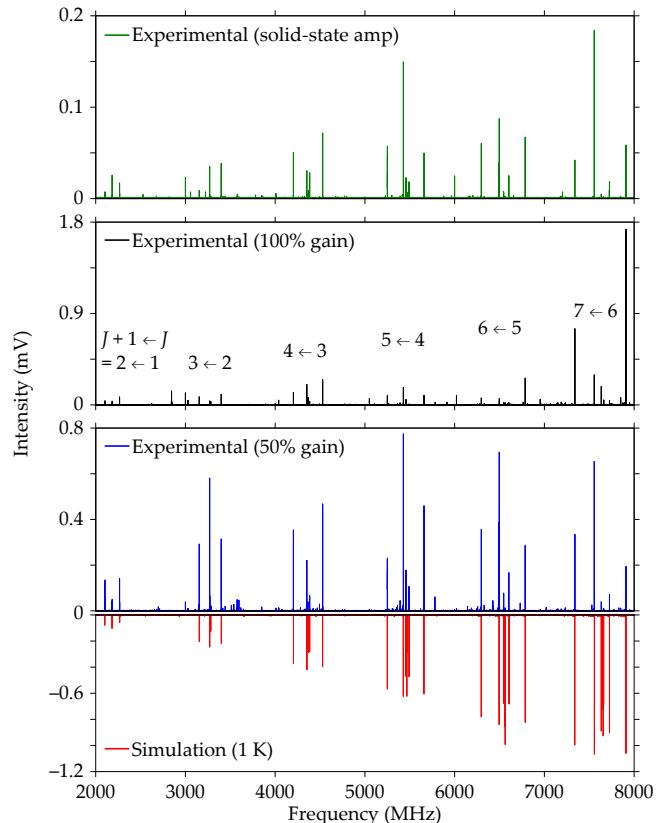 0.2
Experimental (solid-state amp)
0.1
0
1.8
Experimental (100% gain)
0.9
J + 1 ← J
= 2 ← 1
3 ← 2
4 ← 3
5 ← 4
6 ← 5
7 ← 6
0
Intensity (mV)
0.8
Experimental (50% gain)
0.4
0
-0.6
Simulation (1 K)
-1.2
2000 3000 4000 5000 6000 7000 8000
Frequency (MHz)